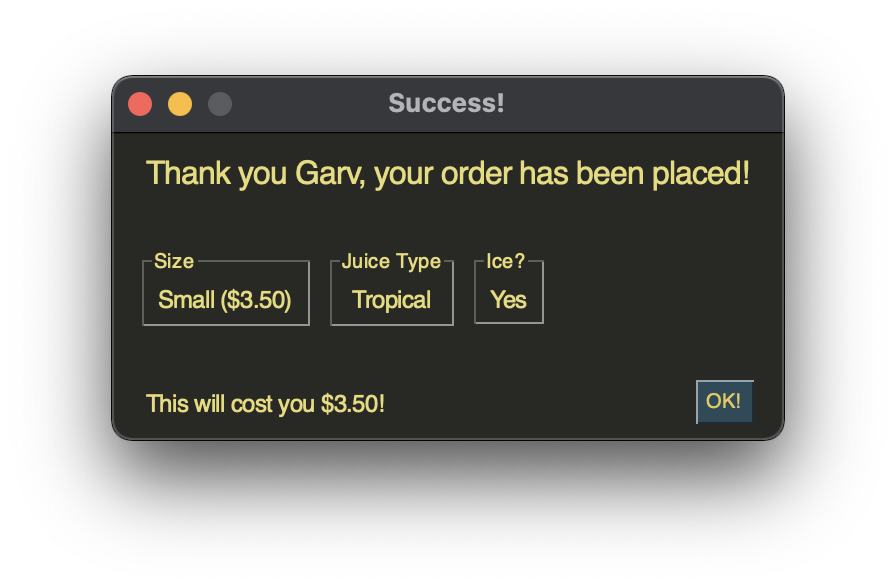 Success!
Thank you Garv, your order has been placed!
Size Juice Type Ice?
Small ($3.50) Tropical Yes
This will cost you $3.50! OK!